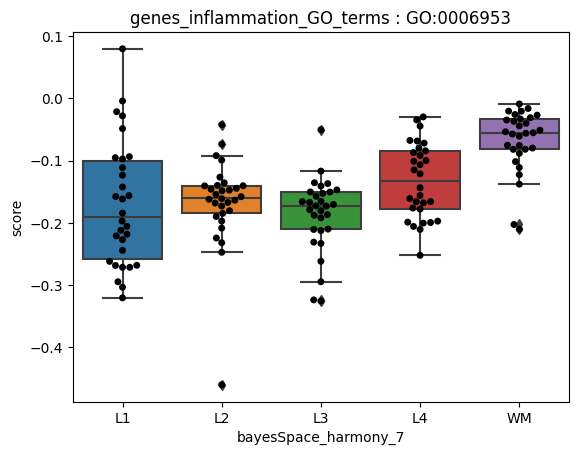 genes_inflammation_GO_terms : GO:0006953
0.1
0.0
−0.1
−0.2
−0.3
−0.4
score
L1 L2 L3 L4 WM
bayesSpace_harmony_7